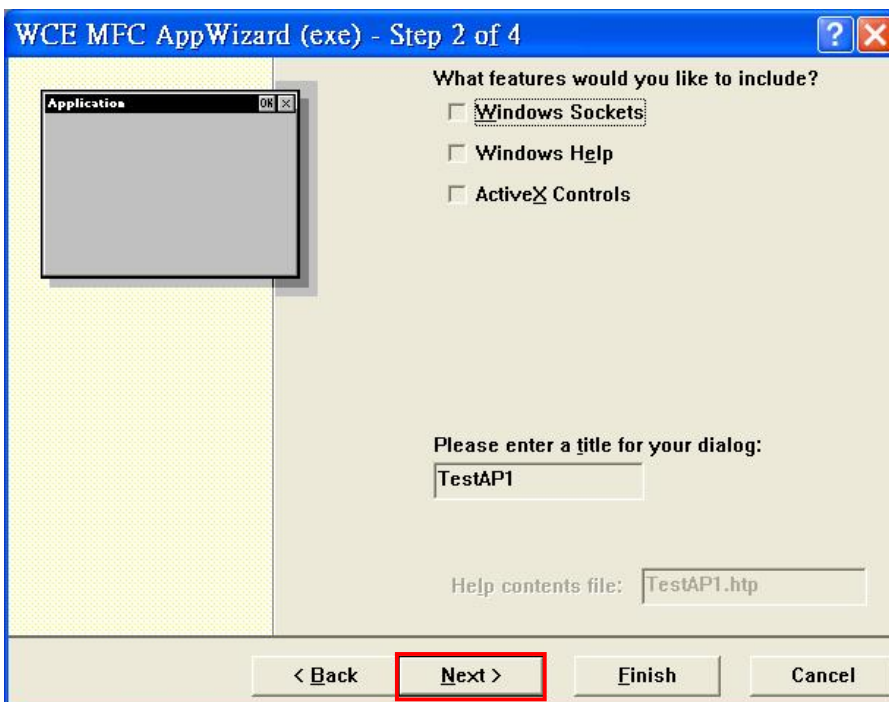 WCE MFC AppWizard (exe) - Step 2 of 4
Application
OK
What features would you like to include?
Windows Sockets
Windows Help
ActiveX Controls
Please enter a title for your dialog:
TestAP1
Help contents file: TestAP1.htp
< Back Next > Finish Cancel